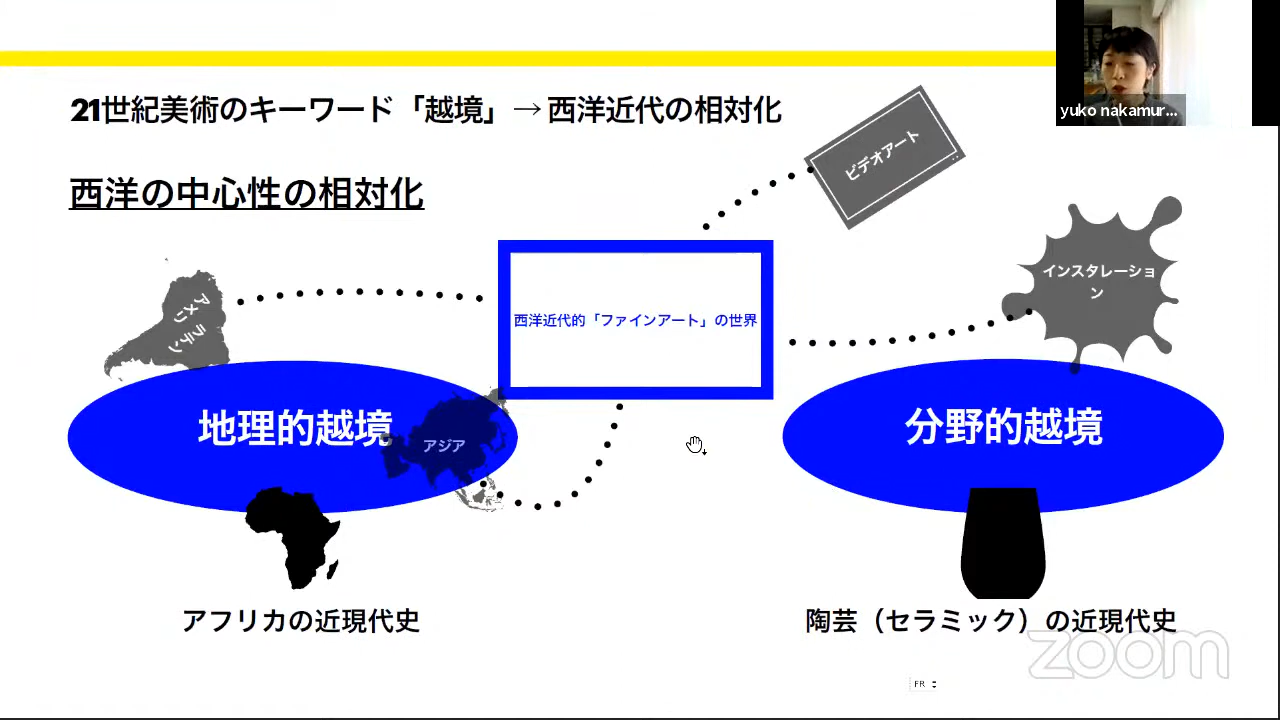 yuko nakamur...
21世紀美術のキーワード「越境」→ 西洋近代の相対化
西洋の中心性の相対化
ビデオアート
インスタレーショ
ン
ラテン
アメリ
西洋近代的「ファインアート」の世界
地理的越境
アジア
分野的越境
アフリカの近現代史
陶芸（セラミック）の近現代史
zoom
FR